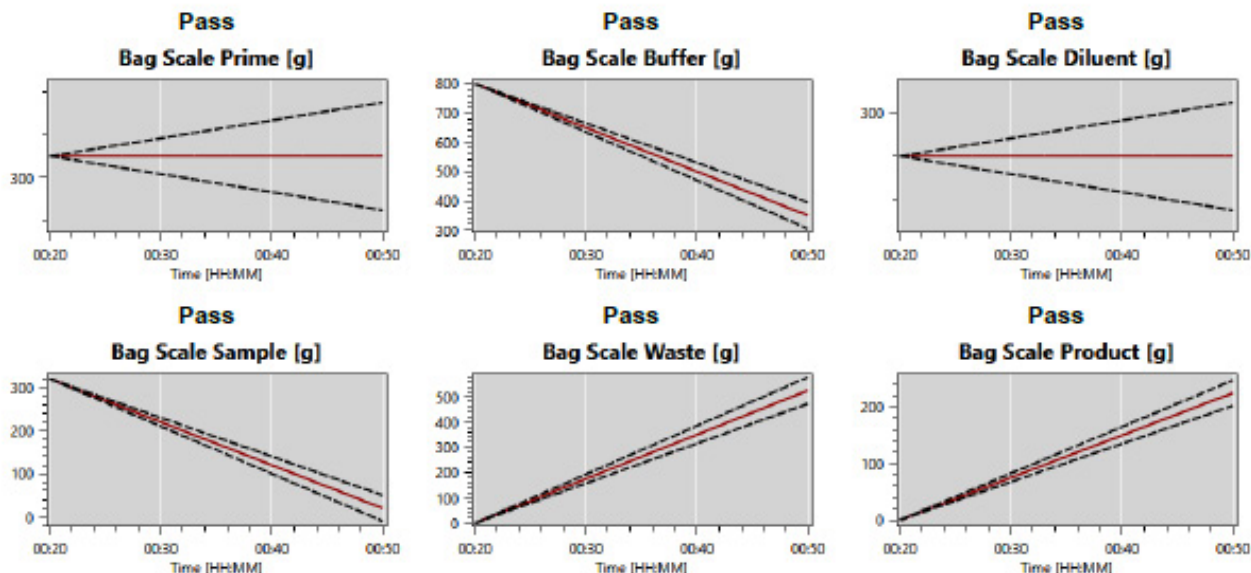 Pass Pass Pass
Bag Scale Prime [g] Bag Scale Buffer [g] Bag Scale Diluent [g]
800
700
600
500
400
300
300
300
00:20 00:30 00:40 00:50 00:20 00:30 00:40 00:50 00:20 00:30 00:40 00:50
Time [HH:MM] Time [HH:MM] Time [HH:MM]
Pass Pass Pass
Bag Scale Sample [g] Bag Scale Waste [g] Bag Scale Product [g]
300
200
100
0
500
400
300
200
100
0
200
100
0
00:20 00:30 00:40 00:50 00:20 00:30 00:40 00:50 00:20 00:30 00:40 00:50
Time [HH:MM] Time [HH:MM] Time [HH:MM]